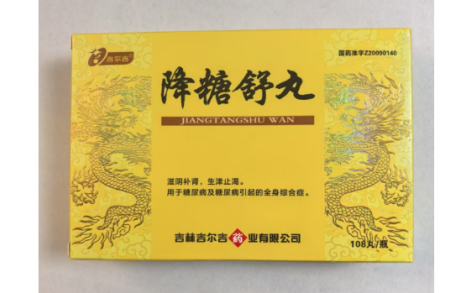 吉尔吉
国药准字Z20090140
降糖舒丸
JIANGTANGSHU WAN
滋阴补肾，生津止渴。
用于糖尿病及糖尿病引起的全身综合症。
吉林吉尔吉药业有限公司
108丸/瓶